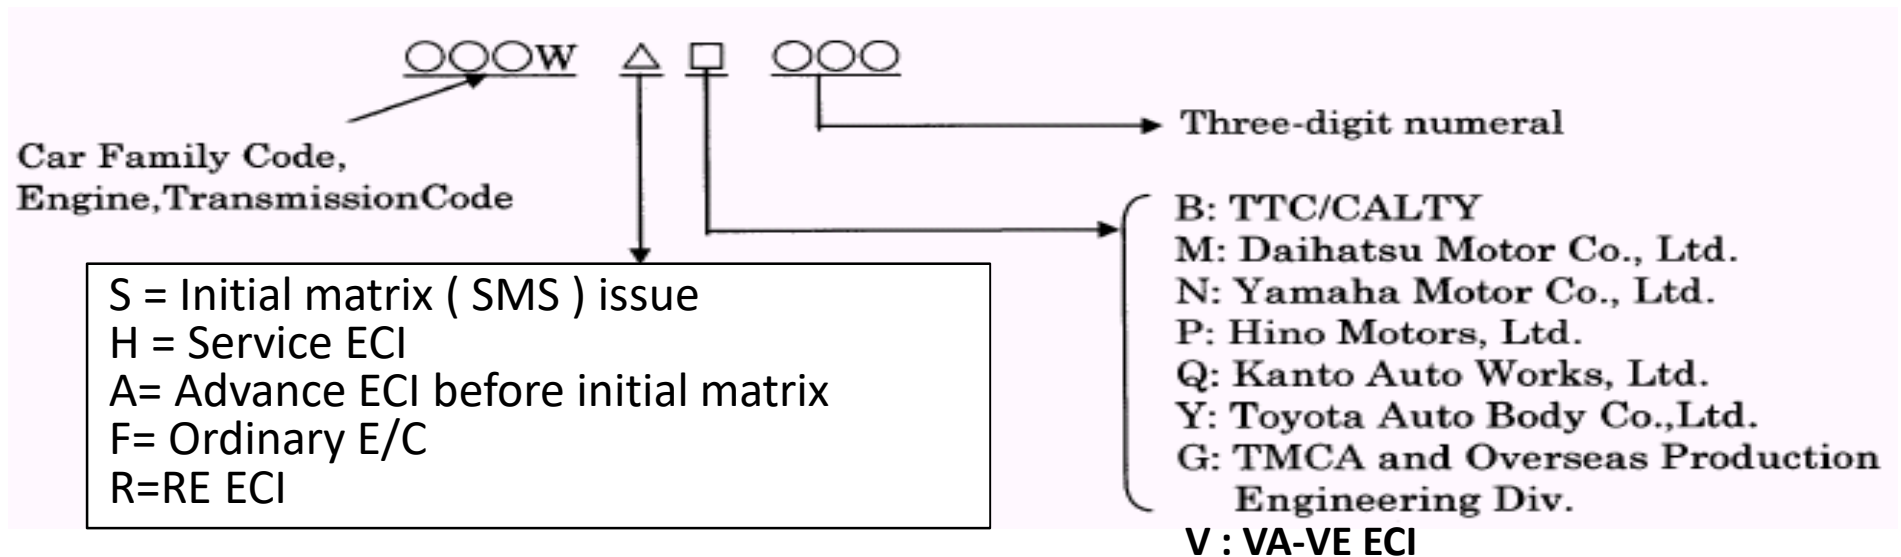 ○○○W △ □ ○○○
Three-digit numeral
Car Family Code,
Engine,TransmissionCode
S = Initial matrix ( SMS ) issue
H = Service ECI
A= Advance ECI before initial matrix
F= Ordinary E/C
R=RE ECI
B: TTC/CALTY
M: Daihatsu Motor Co., Ltd.
N: Yamaha Motor Co., Ltd.
P: Hino Motors, Ltd.
Q: Kanto Auto Works, Ltd.
Y: Toyota Auto Body Co.,Ltd.
G: TMCA and Overseas Production
Engineering Div.
V : VA-VE ECI